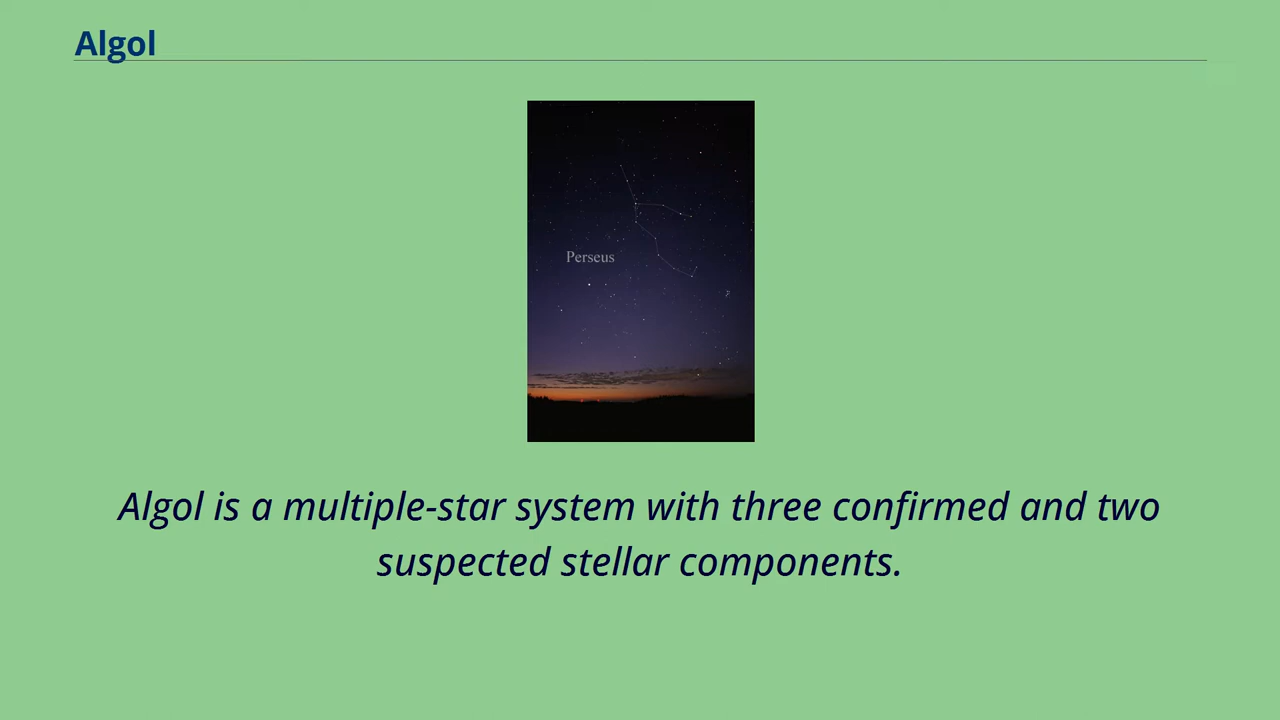 Algol
Perseus
Algol is a multiple-star system with three confirmed and two
suspected stellar components.